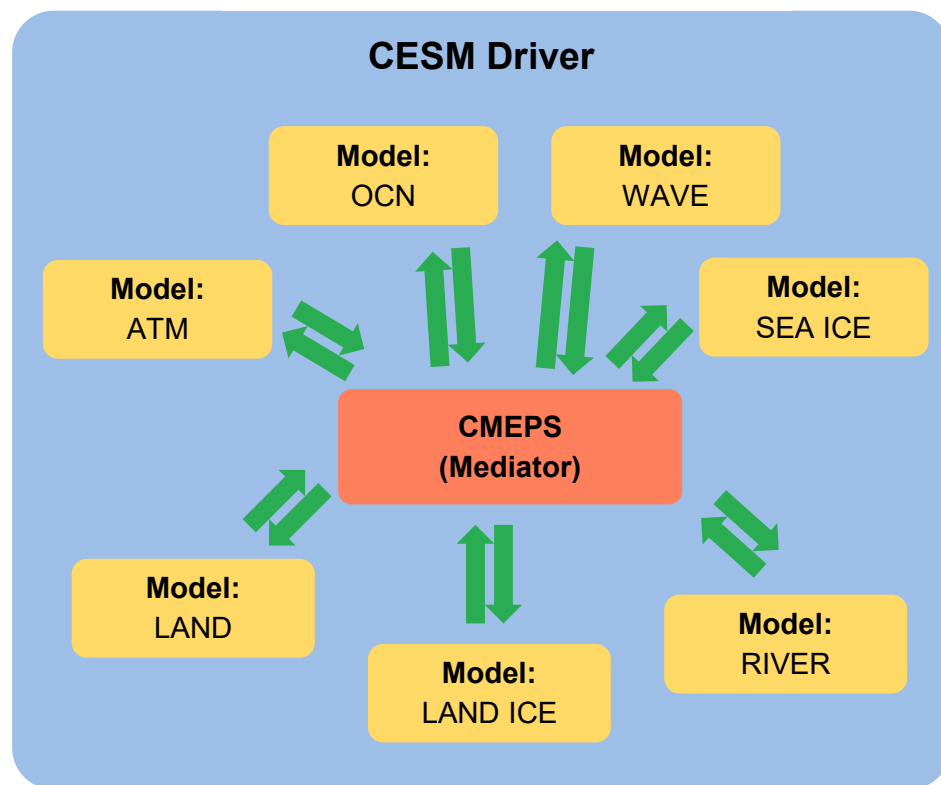 CESM Driver
Model:
OCN
Model:
WAVE
Model:
ATM
Model:
SEA ICE
CMEPS
(Mediator)
Model:
LAND
Model:
LAND ICE
Model:
RIVER